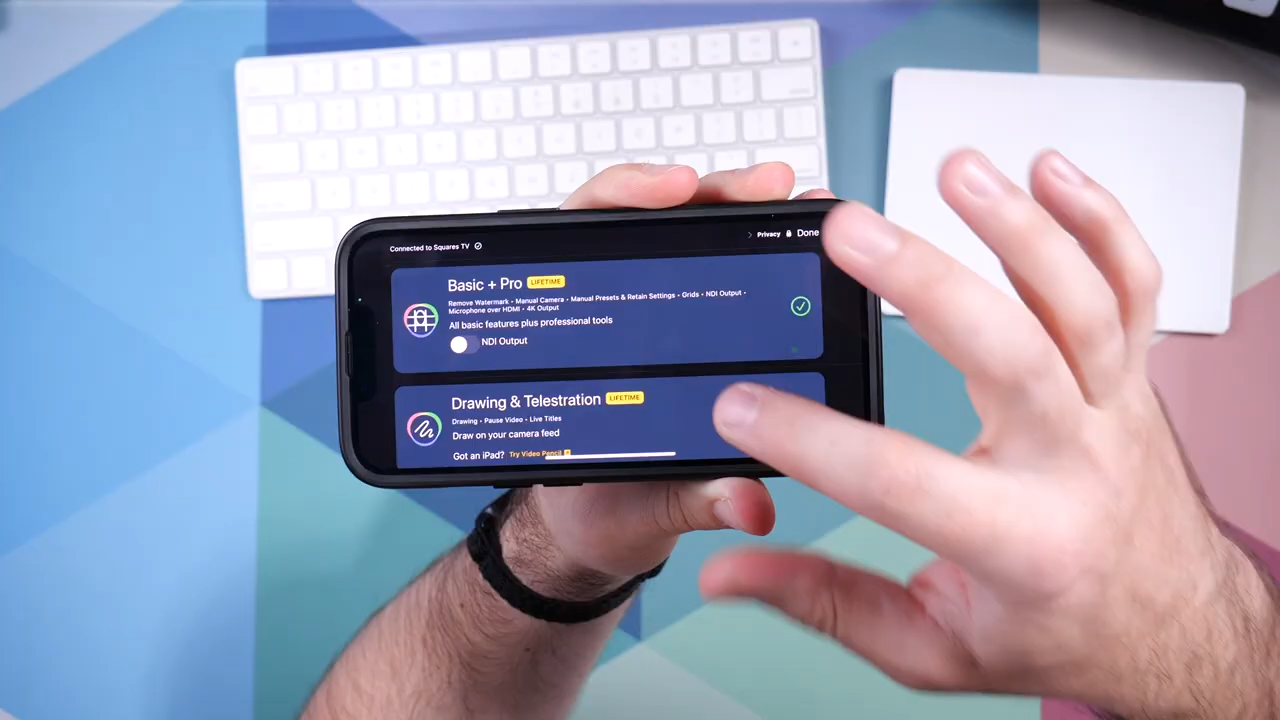 Connected to Squares TV
Privacy Done
Basic + Pro LIFETIME
Remove Watermark • Manual Camera • Manual Presets & Retain Settings • Grids • NDI Output •
Microphone over HDMI • 4K Output
All basic features plus professional tools
NDI Output
Drawing & Telestration LIFETIME
Drawing • Pause Video • Live Titles
Draw on your camera feed
Got an iPad? Try Video Pencil